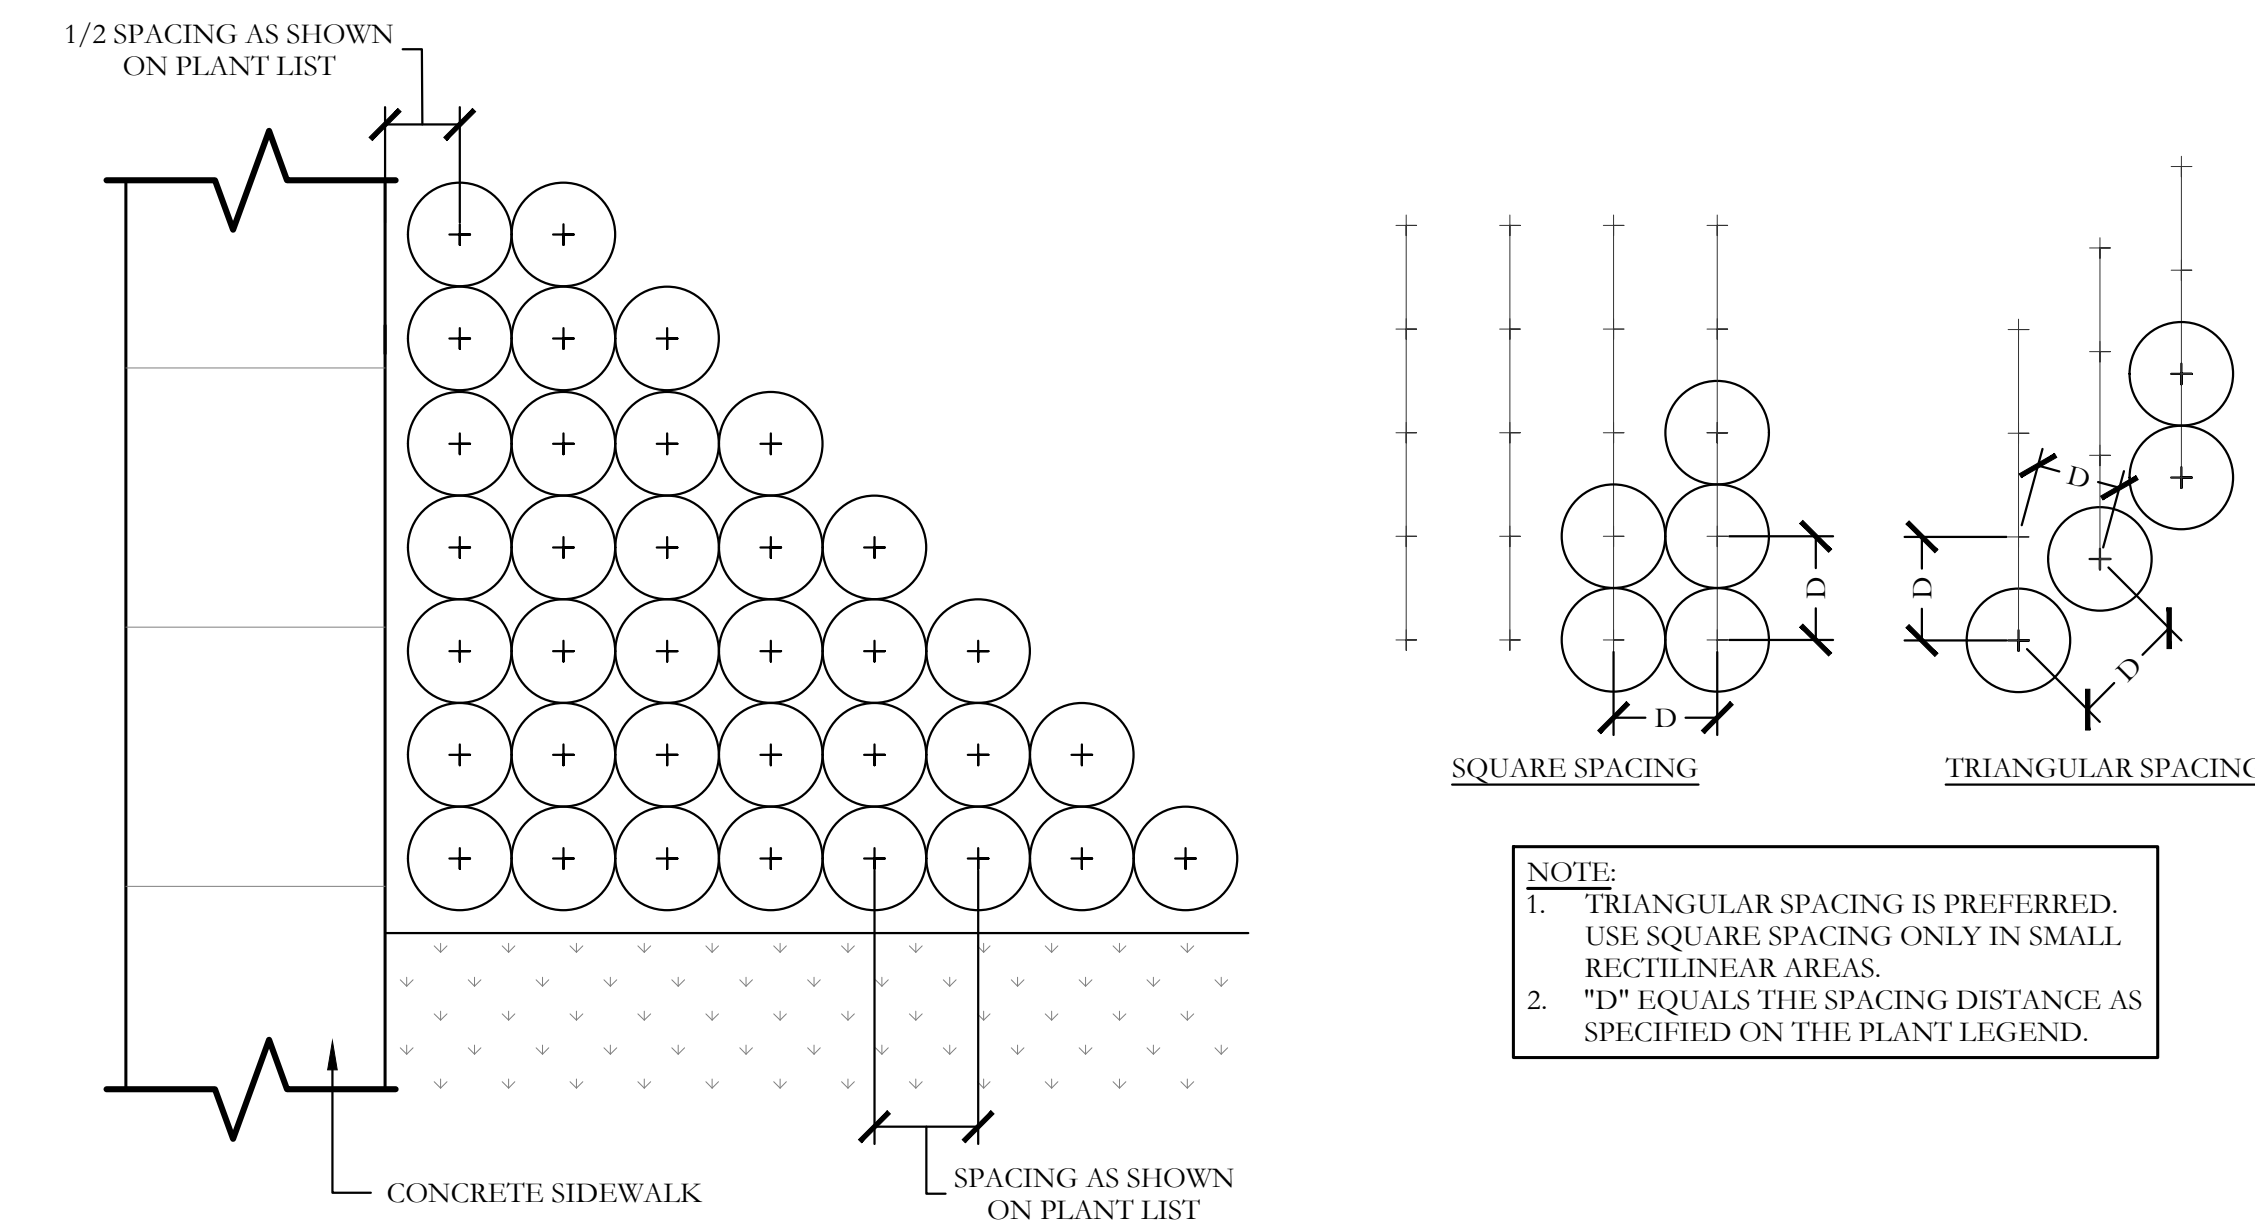 1/2 SPACING AS SHOWN
ON PLANT LIST
D
D
D
D
D
SQUARE SPACING
TRIANGULAR SPACING
NOTE:
1. TRIANGULAR SPACING IS PREFERRED.
USE SQUARE SPACING ONLY IN SMALL
RECTILINEAR AREAS.
2. "D" EQUALS THE SPACING DISTANCE AS
SPECIFIED ON THE PLANT LEGEND.
CONCRETE SIDEWALK
SPACING AS SHOWN
ON PLANT LIST